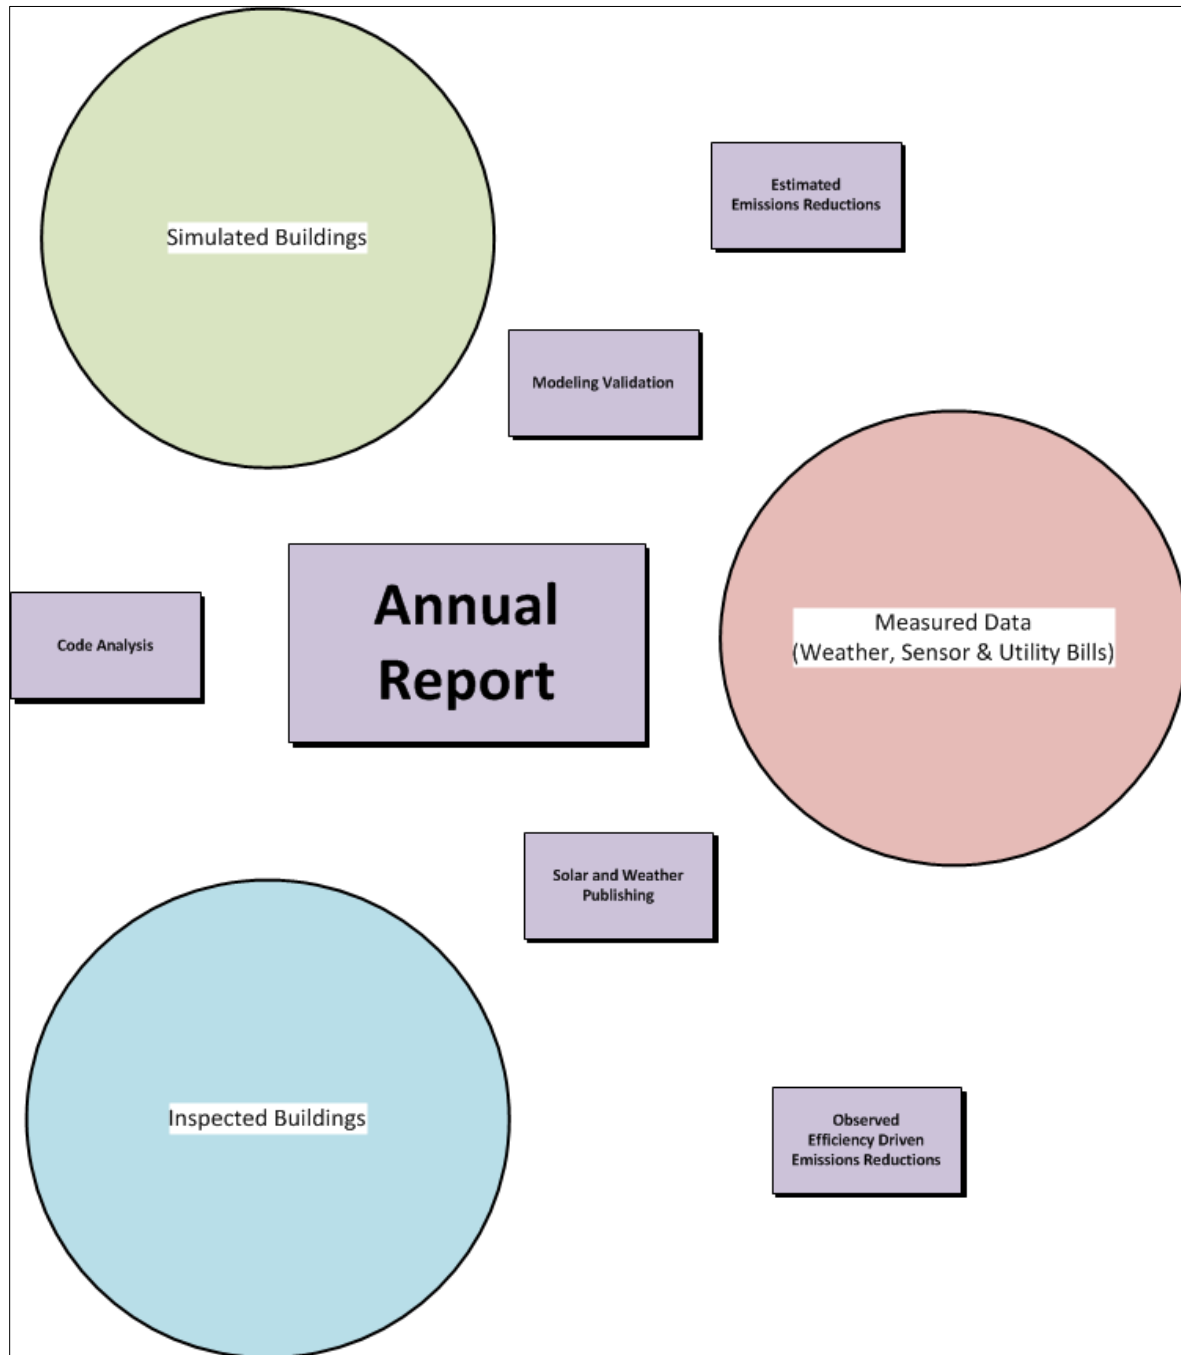 Estimated
Emissions Reductions
Simulated Buildings
Modeling Validation
Annual
Report
Measured Data
(Weather, Sensor & Utility Bills)
Code Analysis
Solar and Weather
Publishing
Inspected Buildings
Observed
Efficiency Driven
Emissions Reductions